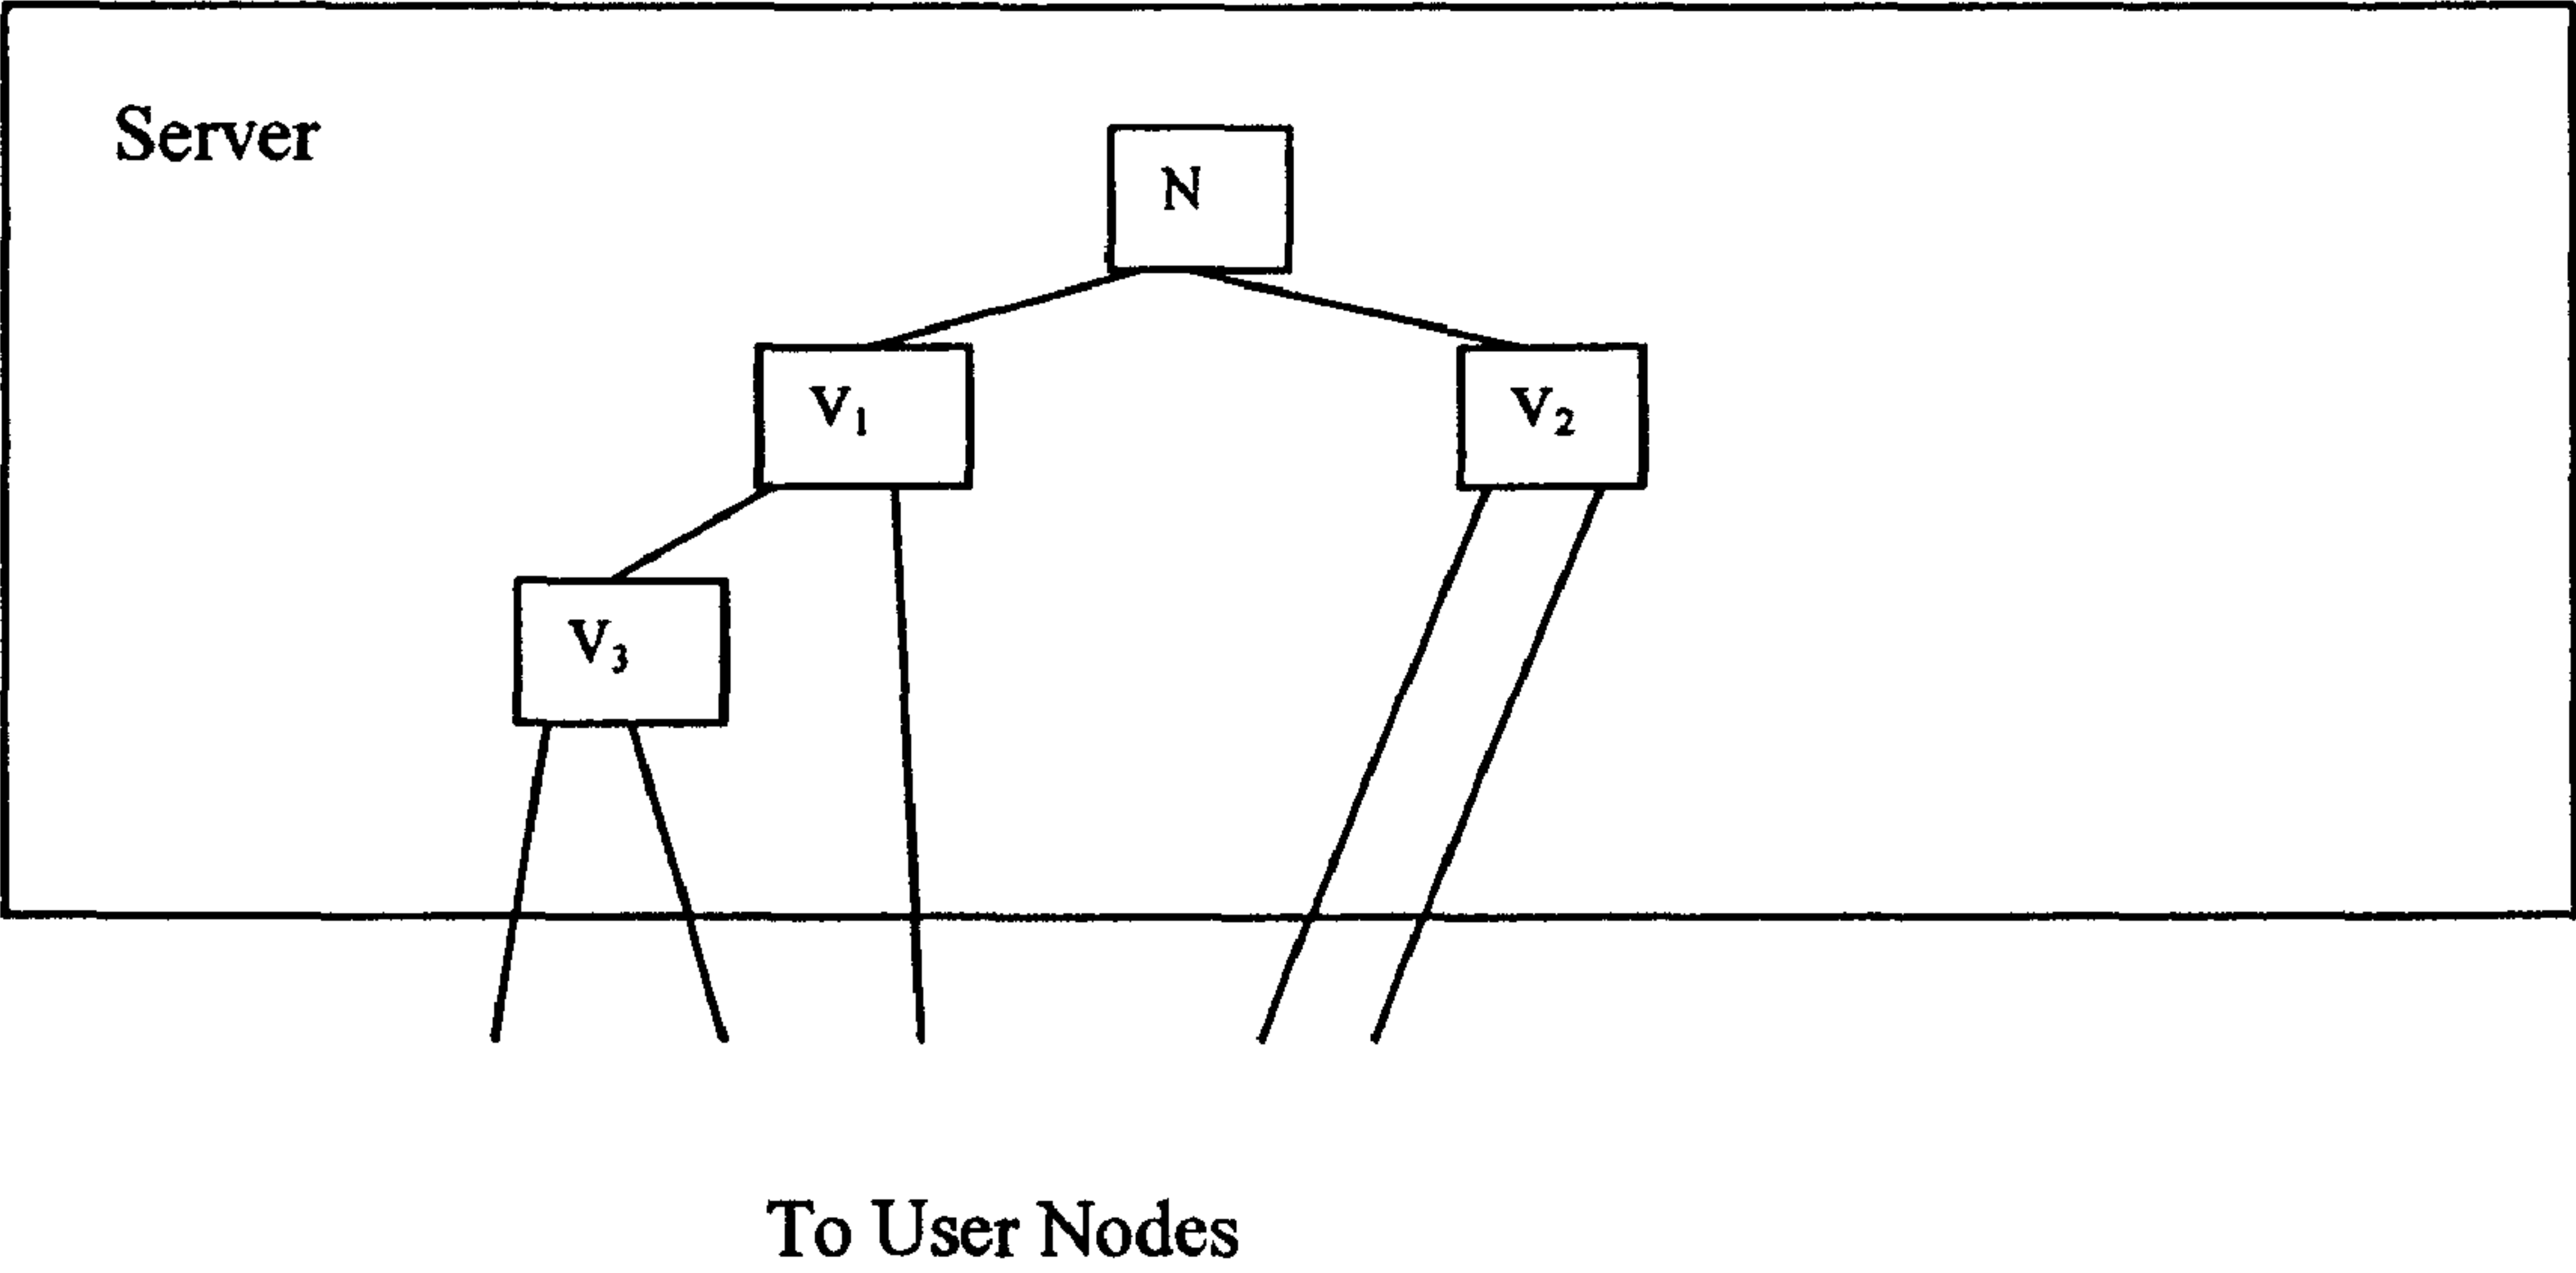 Server
N
V₁
V₂
V₃
To User Nodes